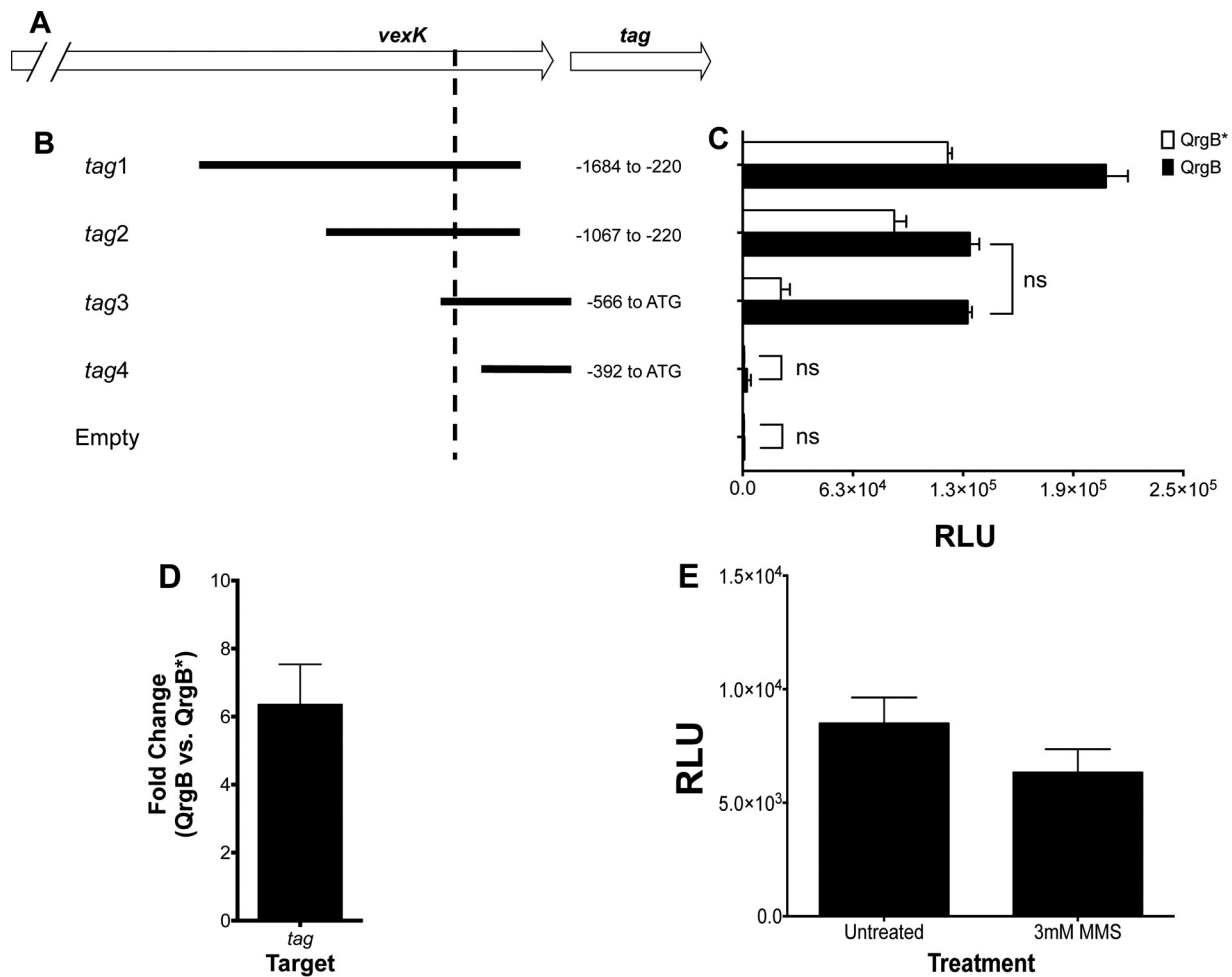 A
vexK
tag
B
tag1
-1684 to -220
tag2
-1067 to -220
tag3
-566 to ATG
tag4
-392 to ATG
Empty
C
QrgB*
QrgB
ns
ns
ns
0.0
6.3×10⁴
1.3×10⁵
1.9×10⁵
2.5×10⁵
RLU
D
Fold Change
(QrgB vs. QrgB*)
10
8
6
4
2
0
tag
Target
E
RLU
1.5×10⁴
1.0×10⁴
5.0×10³
0.0
Untreated
3mM MMS
Treatment